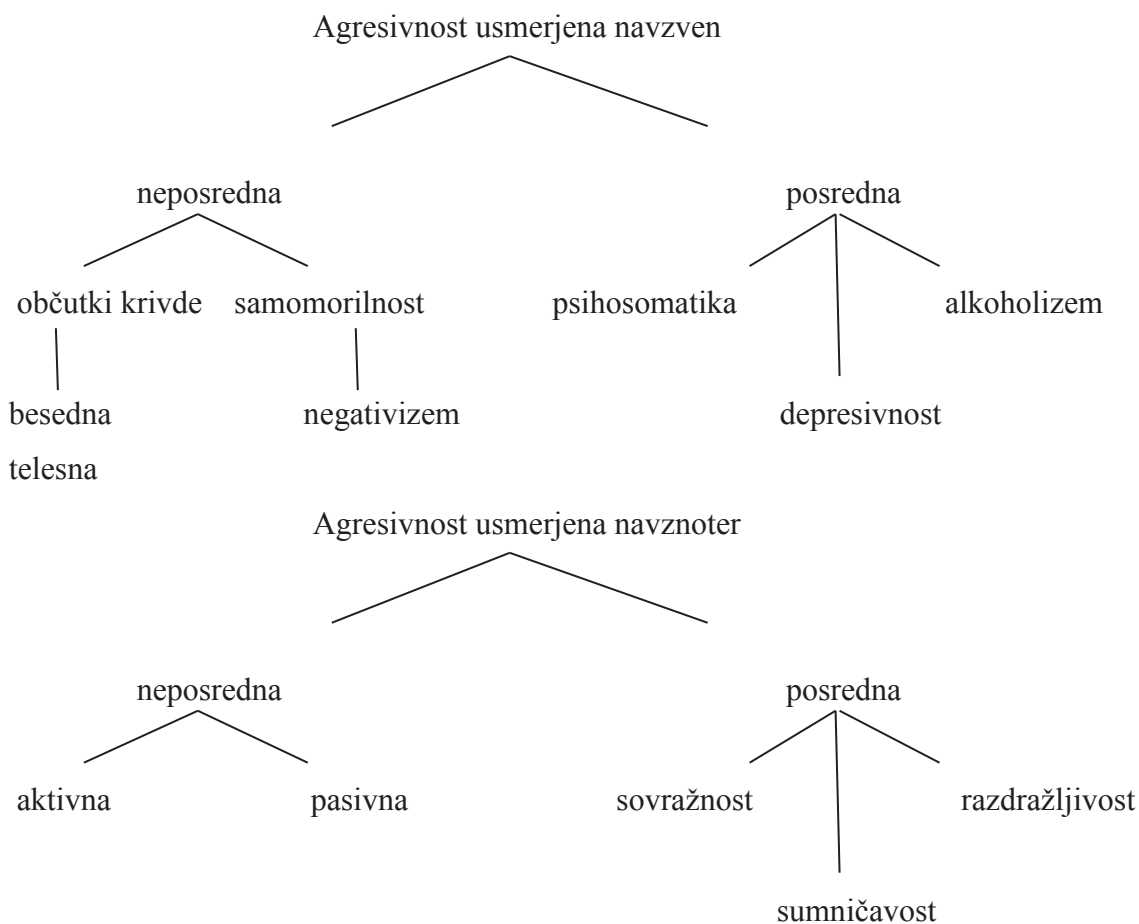 Agresivnost usmerjena navzven
neposredna posredna
občutki krivde samomorilnost psihosomatika alkoholizem
besedna negativizem depresivnost
telesna
Agresivnost usmerjena navznoter
neposredna posredna
aktivna pasivna sovražnost razdražljivost
sumničavost